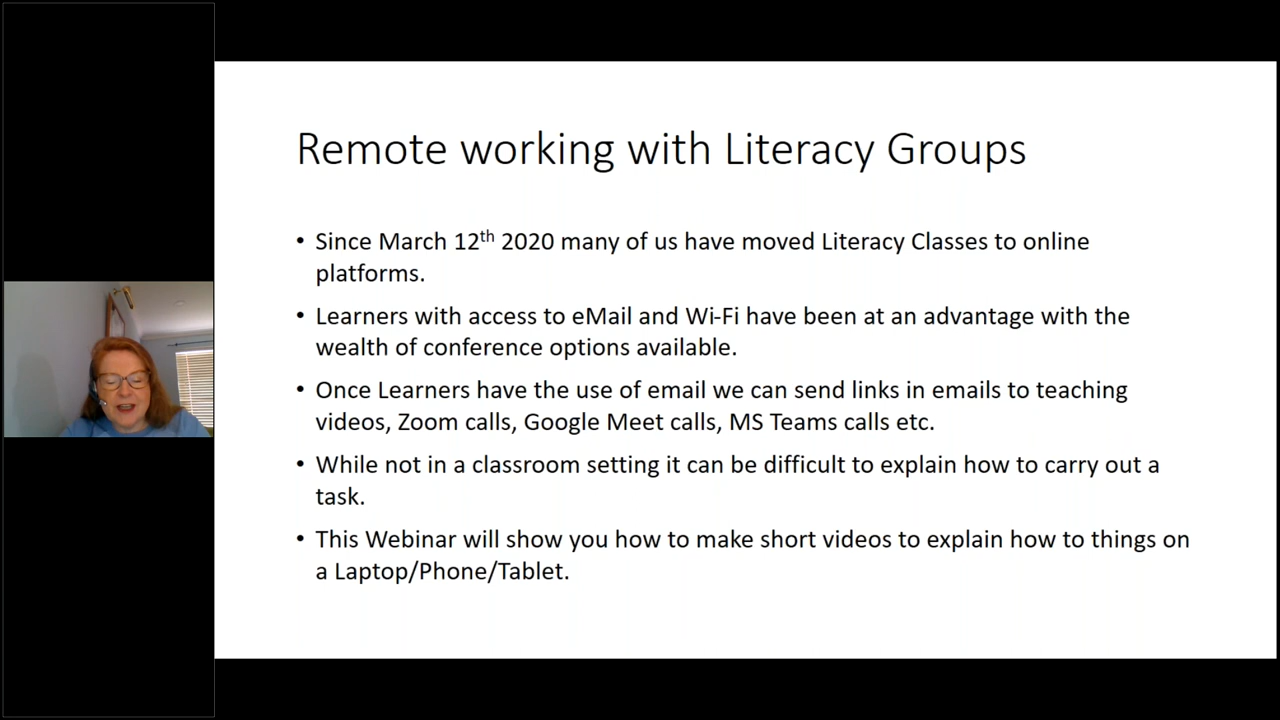 Remote working with Literacy Groups
• Since March 12th 2020 many of us have moved Literacy Classes to online
platforms.
• Learners with access to eMail and Wi-Fi have been at an advantage with the
wealth of conference options available.
• Once Learners have the use of email we can send links in emails to teaching
videos, Zoom calls, Google Meet calls, MS Teams calls etc.
• While not in a classroom setting it can be difficult to explain how to carry out a
task.
• This Webinar will show you how to make short videos to explain how to things on
a Laptop/Phone/Tablet.